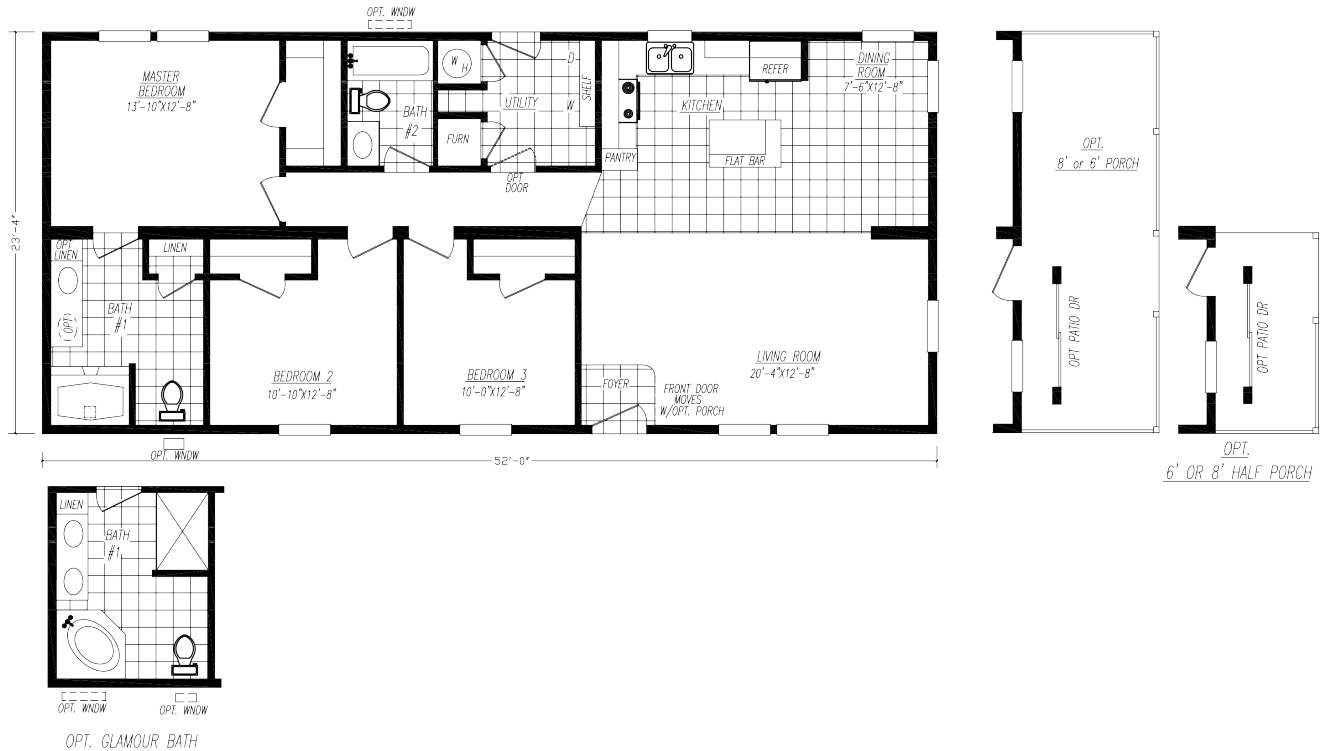 OPT. WNDW
MASTER
BEDROOM
13'-10"X12'-8"
W
H
D
UTILITY
W
SHELF
BATH
#2
FURN
OPT
DOOR
PANTRY
KITCHEN
REFER
FLAT BAR
DINING
ROOM
7'-6"X12'-8"
23'-4"
OPT
LINEN
LINEN
OPT
BATH
#1
BEDROOM 2
10'-10"X12'-8"
BEDROOM 3
10'-0"X12'-8"
FOYER
FRONT DOOR
MOVES
W/OPT. PORCH
LIVING ROOM
20'-4"X12'-8"
OPT. WNDW
52'-0"
OPT.
8' or 6' PORCH
OPT PATIO DR
OPT PATIO DR
OPT.
6' OR 8' HALF PORCH
LINEN
BATH
#1
OPT. WNDW
OPT. WNDW
OPT. GLAMOUR BATH